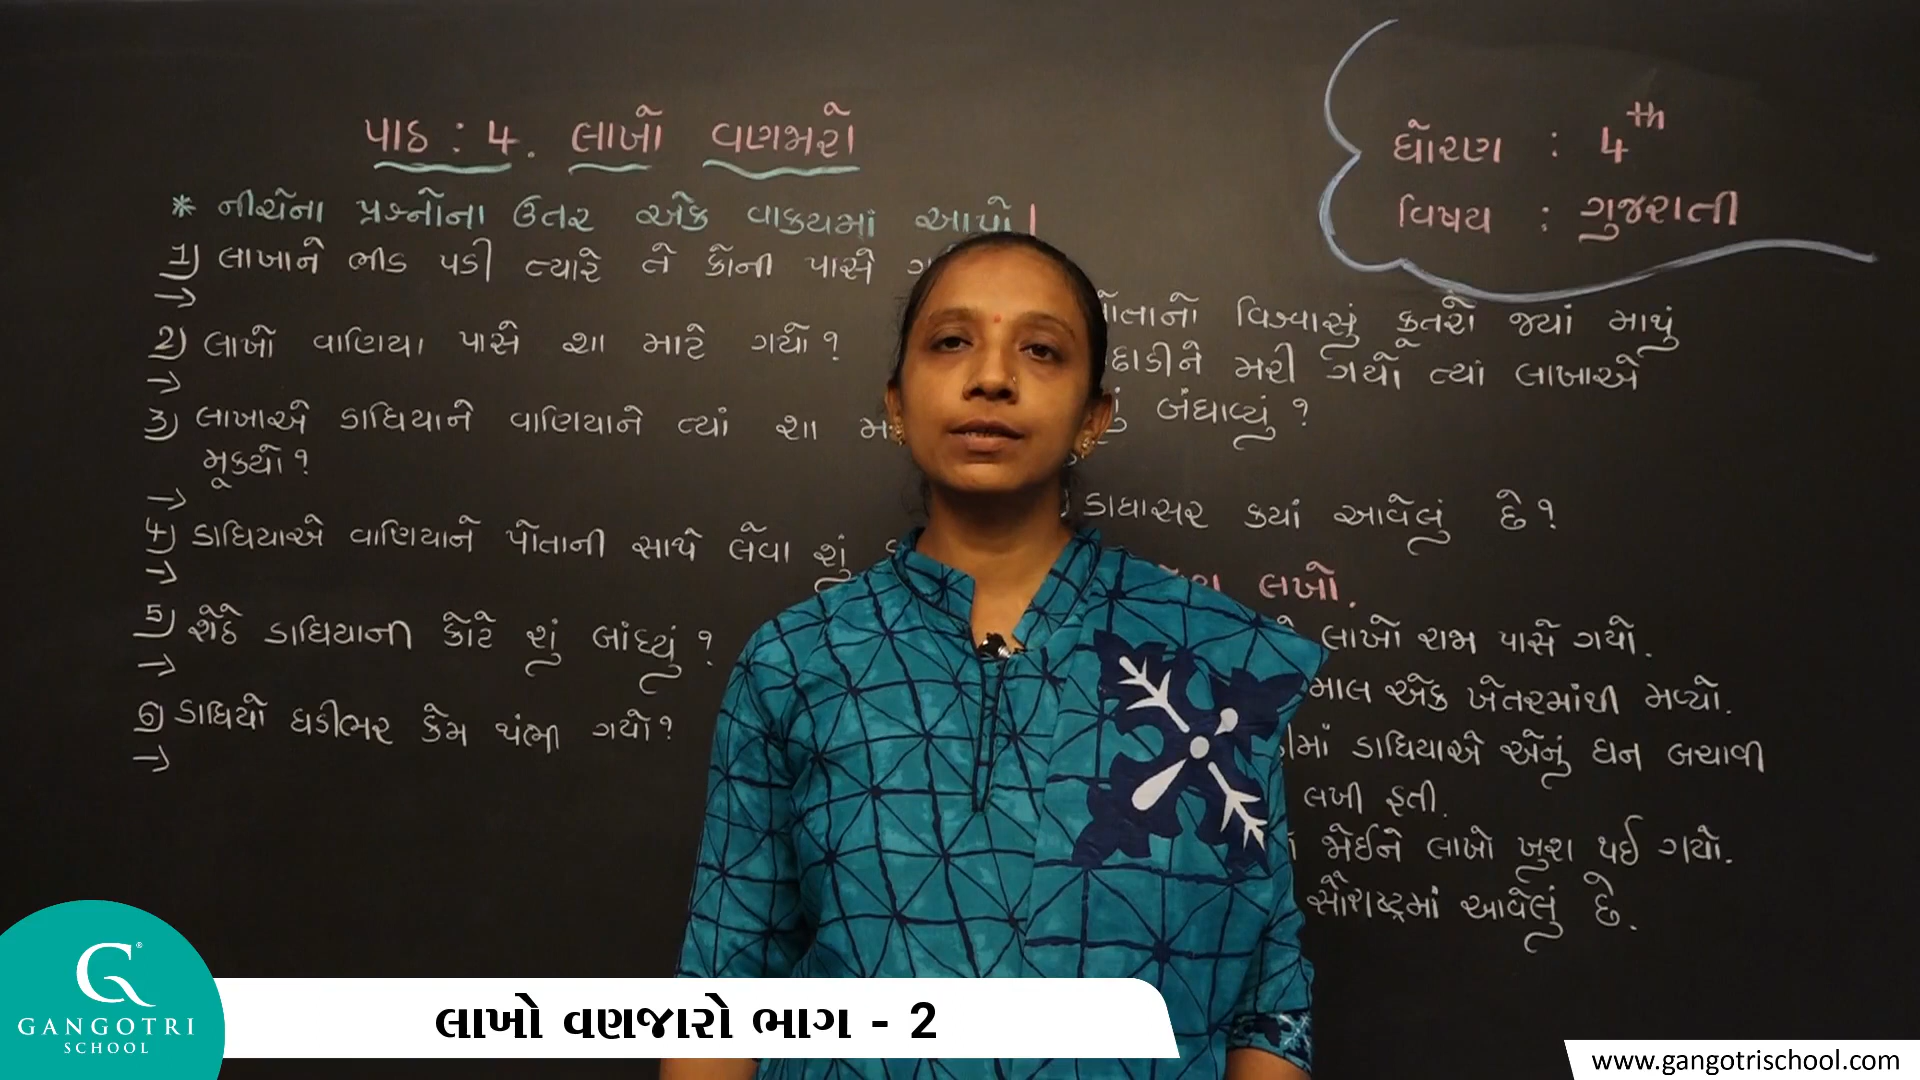 પાઠ : 4. લાખો વણજારો
ધોરણ : 4th
વિષય : ગુજરાતી
* નીચેના પ્રશ્નોના ઉત્તર એક વાક્યમાં આપો.
1) લાખાને ભીડ પડી ત્યારે તે કોની પાસે
→
2) લાખો વાણિયા પાસે શા માટે ગયો ?
→
3) લાખાએ ડાઘિયાને વાણિયાને ત્યાં શા
મૂક્યો ?
→
4) ડાઘિયાએ વાણિયાને પોતાની સાથે લેવા શું
→
5) શેઠે ડાઘિયાની કોટે શું બાંધ્યું ?
→
6) ડાઘિયો ઘડીભર કેમ થંભી ગયો ?
→
વિશ્વાસુ કૂતરો જ્યાં માથું
મરી ગયો ત્યાં લાખાએ
બંધાવ્યું ?
ડાઘાસર ક્યાં આવેલું છે ?
લખો.
લાખો રાજા પાસે ગયો.
માલ એક ખેતરમાંથી મળ્યો.
ડાઘિયાએ એનું ધન બચાવી
લખી હતી.
જોઈને લાખો ખુશ થઈ ગયો.
સૌરાષ્ટ્રમાં આવેલું છે.
GANGOTRI
SCHOOL
લાખો વણજારો ભાગ - 2
www.gangotrischool.com